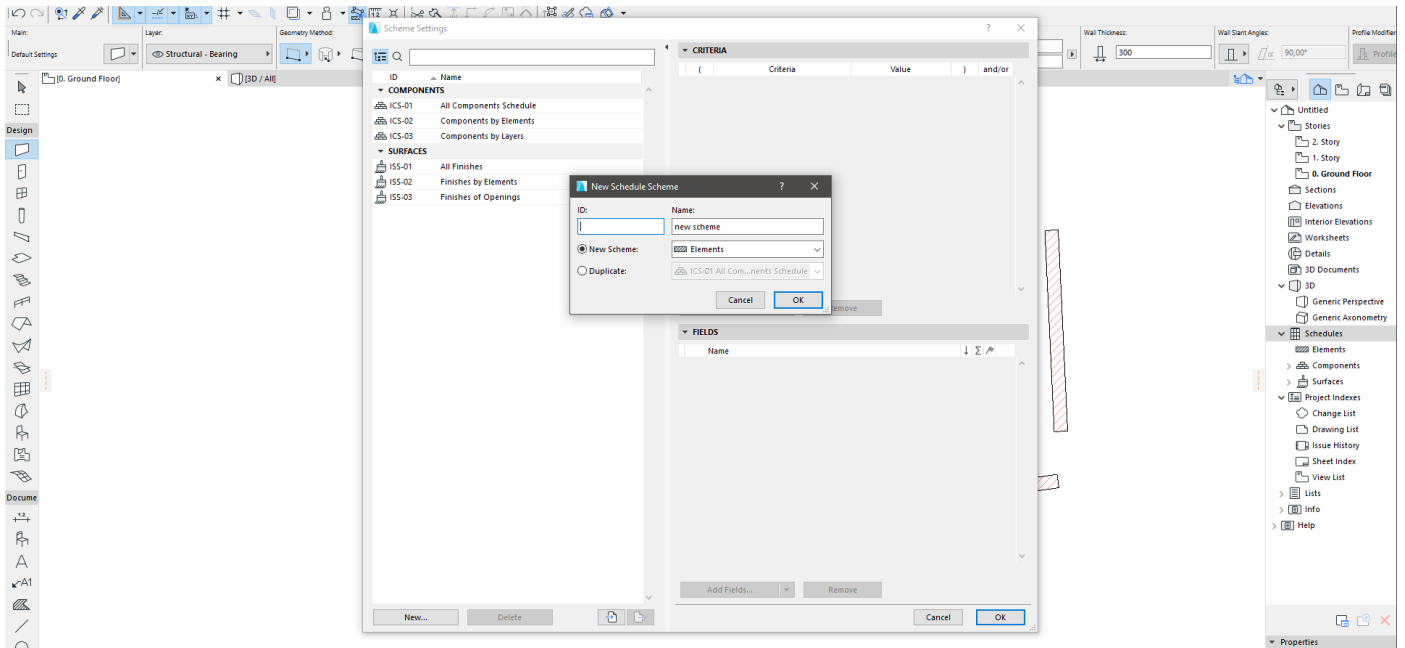 Main:
Layer:
Geometry Method:
Wall Thickness:
Wall Slant Angles:
Profile Modifier
Default Settings
Structural - Bearing
300
90,00°
Profile
[0. Ground Floor]
[3D / All]
Design
Docume
1.2
A
A1
Scheme Settings
ID
Name
COMPONENTS
ICS-01 All Components Schedule
ICS-02 Components by Elements
ICS-03 Components by Layers
SURFACES
ISS-01 All Finishes
ISS-02 Finishes by Elements
ISS-03 Finishes of Openings
New...
Delete
CRITERIA
( Criteria Value ) and/or
emove
FIELDS
Name
Add Fields...
Remove
Cancel
OK
New Schedule Scheme
ID:
Name:
new scheme
New Scheme:
Elements
Duplicate:
ICS-01 All Com...nents Schedule
Cancel
OK
Untitled
Stories
2. Story
1. Story
0. Ground Floor
Sections
Elevations
Interior Elevations
Worksheets
Details
3D Documents
3D
Generic Perspective
Generic Axonometry
Schedules
Elements
Components
Surfaces
Project Indexes
Change List
Drawing List
Issue History
Sheet Index
View List
Lists
Info
Help
Properties